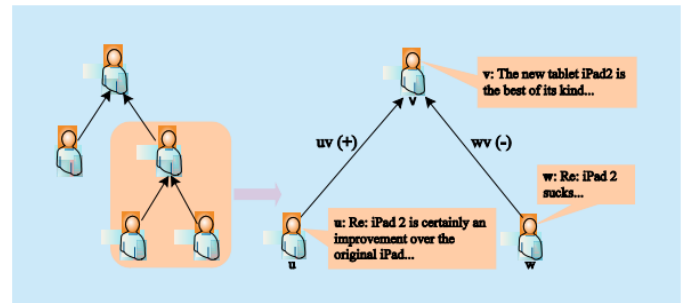 v: The new tablet iPad2 is
the best of its kind...
v
uv (+)
wv (-)
w: Re: iPad 2
sucks...
u: Re: iPad 2 is certainly an
improvement over the
original iPad...
u
w